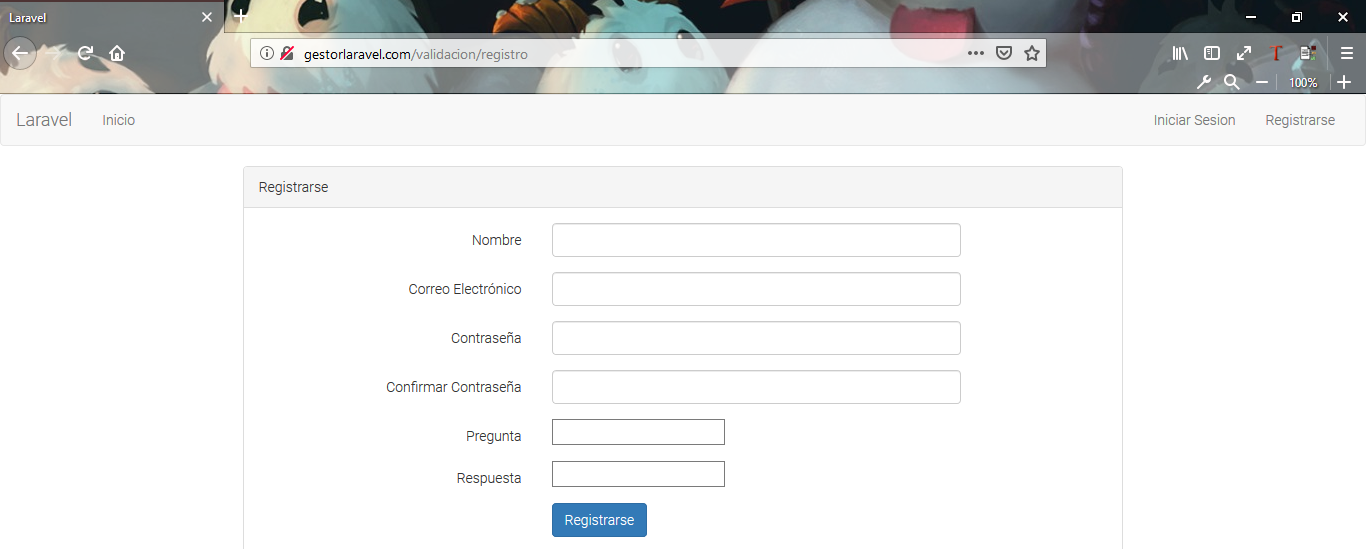 Laravel
gestorlaravel.com/validacion/registro
100%
Laravel Inicio Iniciar Sesion Registrarse
Registrarse
Nombre
Correo Electrónico
Contraseña
Confirmar Contraseña
Pregunta
Respuesta
Registrarse